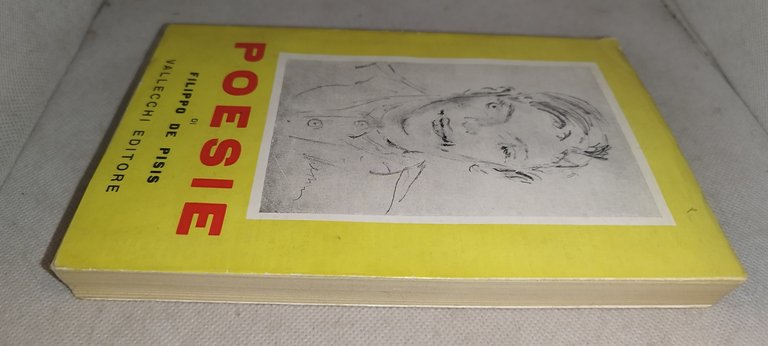 POESIE
DI
FILIPPO DE PISIS
VALLECCHI EDITORE